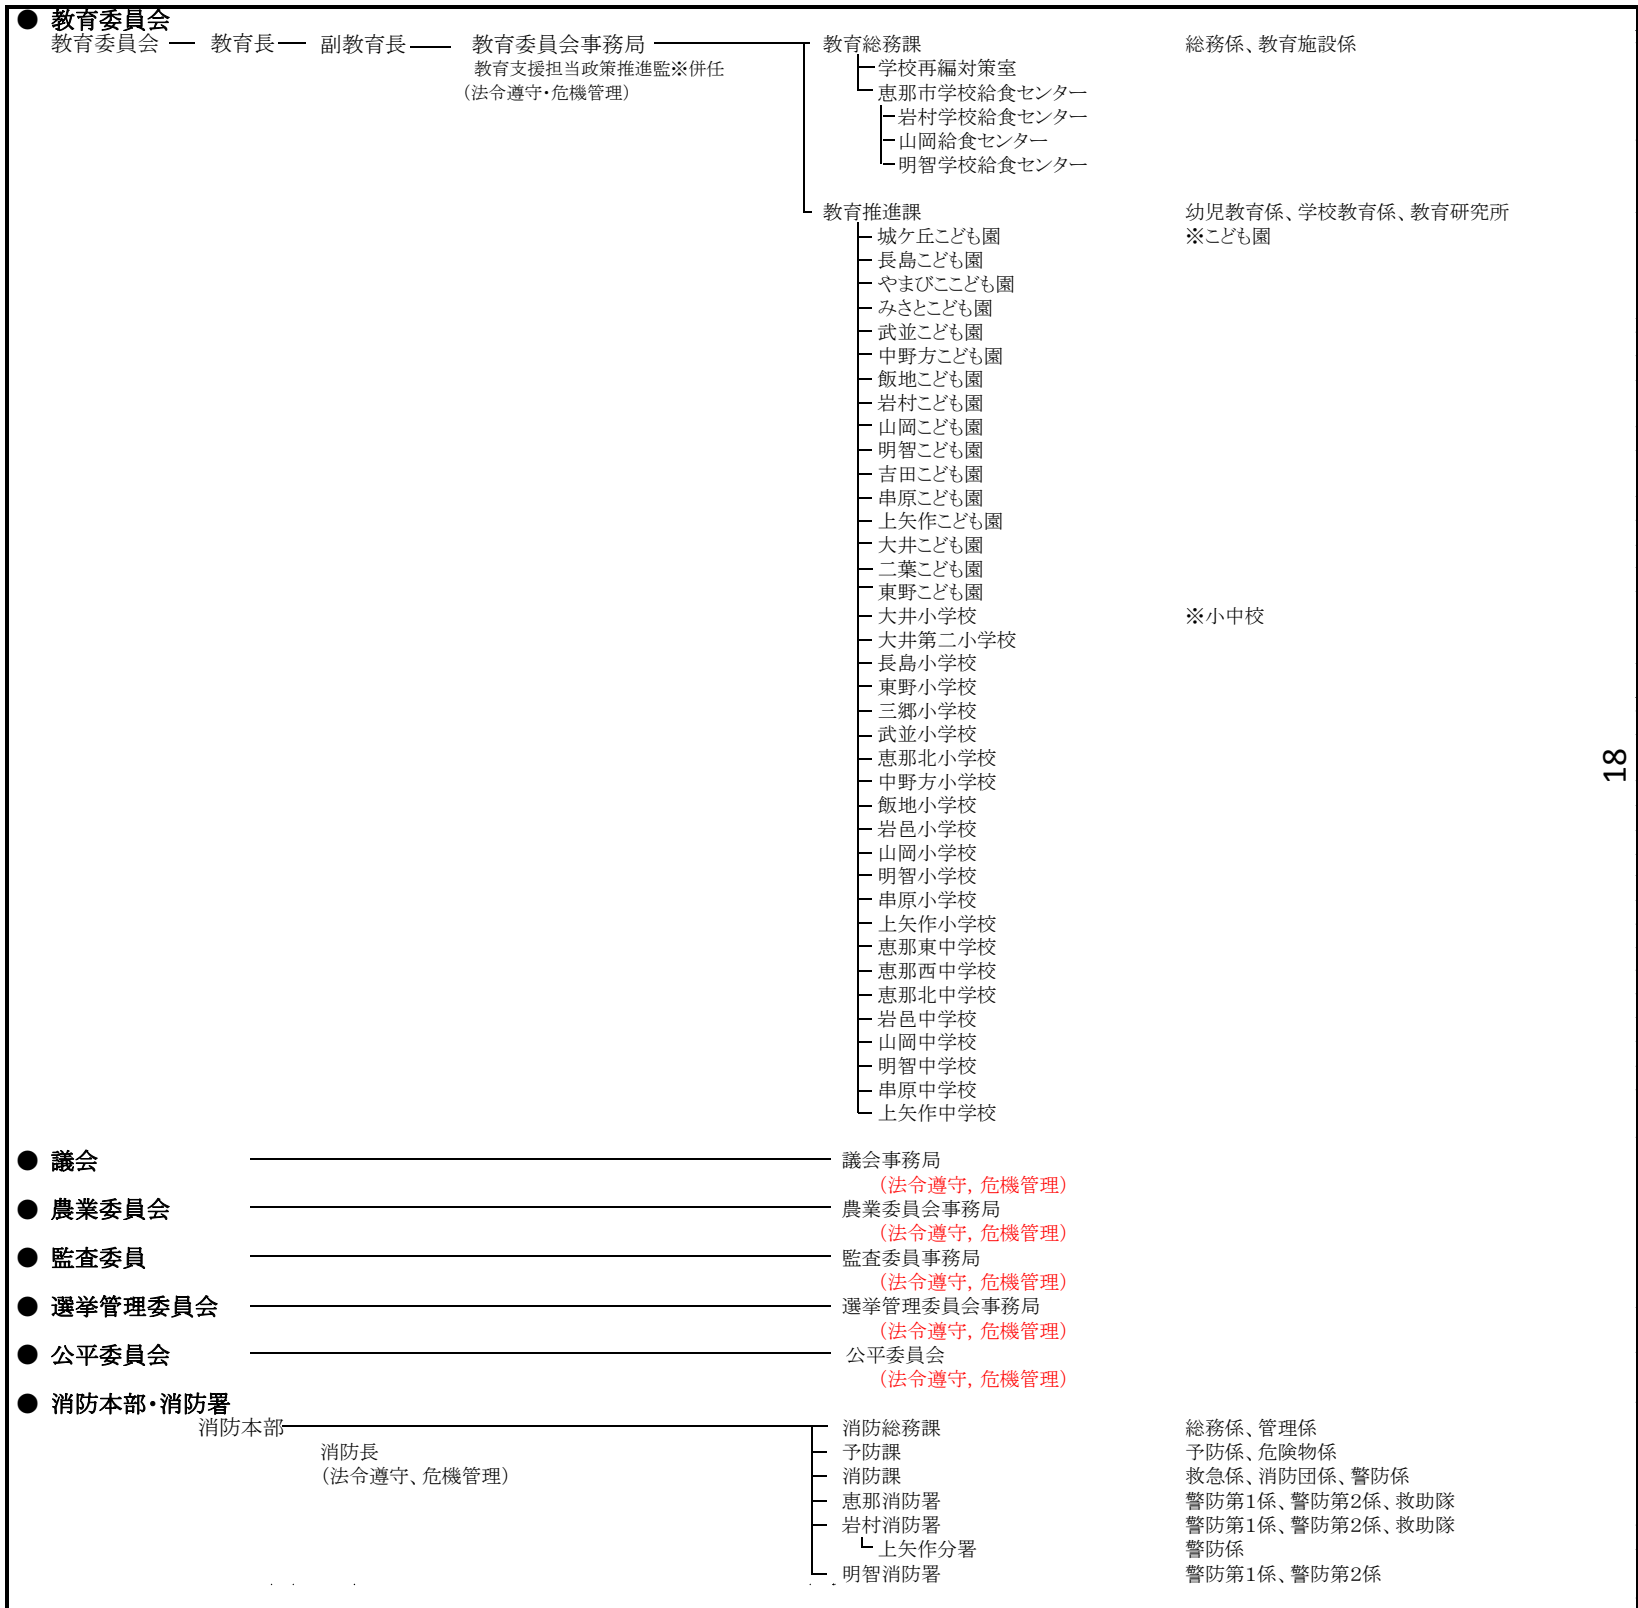 ● 教育委員会
教育委員会 教育長 副教育長 教育委員会事務局 教育総務課 総務係、教育施設係
教育支援担当政策推進監※併任 学校再編対策室
(法令遵守・危機管理) 恵那市学校給食センター
岩村学校給食センター
山岡給食センター
明智学校給食センター
教育推進課 幼児教育係、学校教育係、教育研究所
城ケ丘こども園 ※こども園
長島こども園
やまびここども園
みさとこども園
武並こども園
中野方こども園
飯地こども園
岩村こども園
山岡こども園
明智こども園
吉田こども園
串原こども園
上矢作こども園
大井こども園
二葉こども園
東野こども園
大井小学校 ※小中校
大井第二小学校
長島小学校
東野小学校
三郷小学校
武並小学校
恵那北小学校
中野方小学校
飯地小学校
岩邑小学校
山岡小学校
明智小学校
串原小学校
上矢作小学校
恵那東中学校
恵那西中学校
恵那北中学校
岩邑中学校
山岡中学校
明智中学校
串原中学校
上矢作中学校
● 議会 議会事務局
(法令遵守, 危機管理)
● 農業委員会 農業委員会事務局
(法令遵守, 危機管理)
● 監査委員 監査委員事務局
(法令遵守, 危機管理)
● 選挙管理委員会 選挙管理委員会事務局
(法令遵守, 危機管理)
● 公平委員会 公平委員会
(法令遵守, 危機管理)
● 消防本部・消防署
消防本部 消防総務課 総務係、管理係
消防長 予防課 予防係、危険物係
(法令遵守、危機管理) 消防課 救急係、消防団係、警防係
恵那消防署 警防第1係、警防第2係、救助隊
岩村消防署 警防第1係、警防第2係、救助隊
上矢作分署 警防係
明智消防署 警防第1係、警防第2係
18